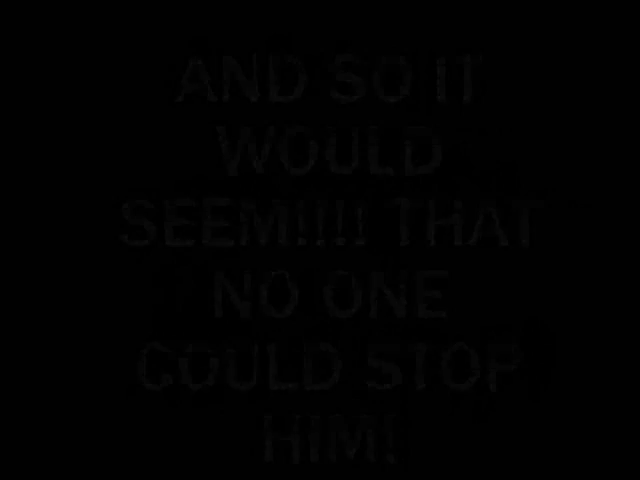 AND SO IT
WOULD
SEEM!!!! THAT
NO ONE
COULD STOP
HIM!